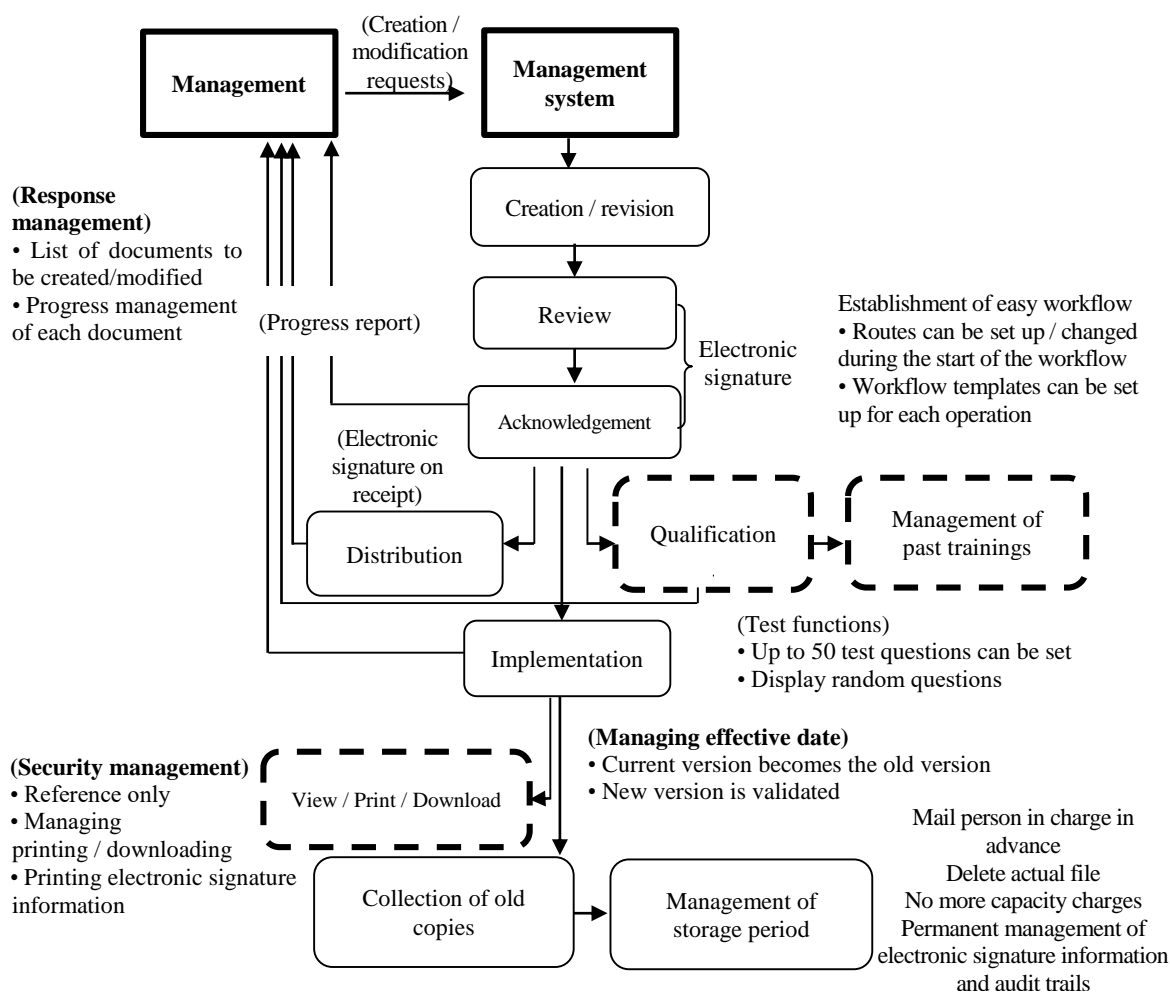 (Creation /
modification
requests)
Management
Management
system
(Response
management)
• List of documents to
be created/modified
• Progress management
of each document
Creation / revision
Review
(Progress report)
Electronic
signature
Establishment of easy workflow
• Routes can be set up / changed
during the start of the workflow
• Workflow templates can be set
up for each operation
Acknowledgement
(Electronic
signature on
receipt)
Distribution
Qualification
Management of
past trainings
(Test functions)
• Up to 50 test questions can be set
• Display random questions
Implementation
(Managing effective date)
• Current version becomes the old version
• New version is validated
(Security management)
• Reference only
• Managing
printing / downloading
• Printing electronic signature
information
View / Print / Download
Collection of old
copies
Management of
storage period
Mail person in charge in
advance
Delete actual file
No more capacity charges
Permanent management of
electronic signature information
and audit trails